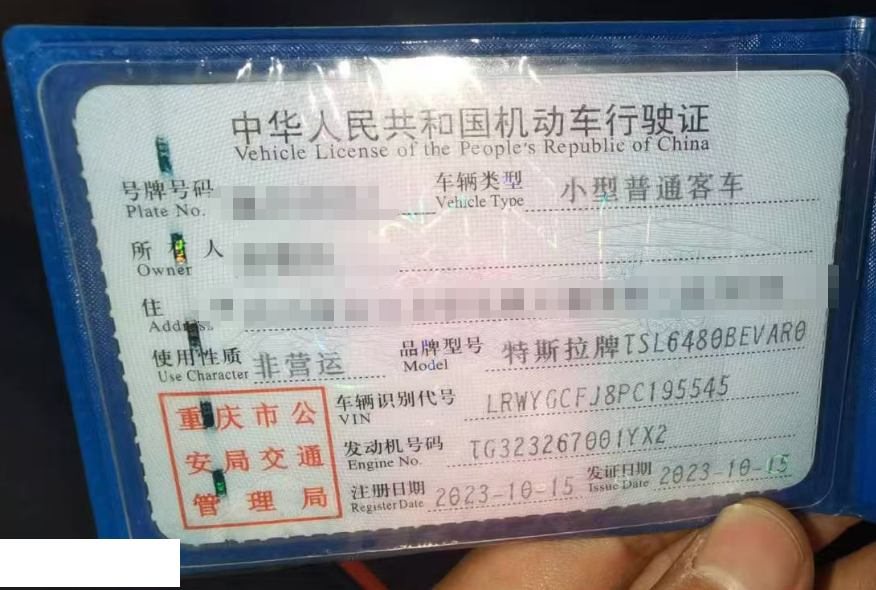 中华人民共和国机动车行驶证
Vehicle License of the People's Republic of China
号牌号码
Plate No.
车辆类型 小型普通客车
Vehicle Type
所有人
Owner
住
Address
使用性质 非营运
Use Character
品牌型号 特斯拉牌TSL6480BEVAR0
Model
车辆识别代号 LRWYGCFJ8PC195545
VIN
发动机号码 TG323267001YX2
Engine No.
注册日期 2023-10-15
Register Date
发证日期 2023-10-15
Issue Date
重庆市公
安局交通
管理局